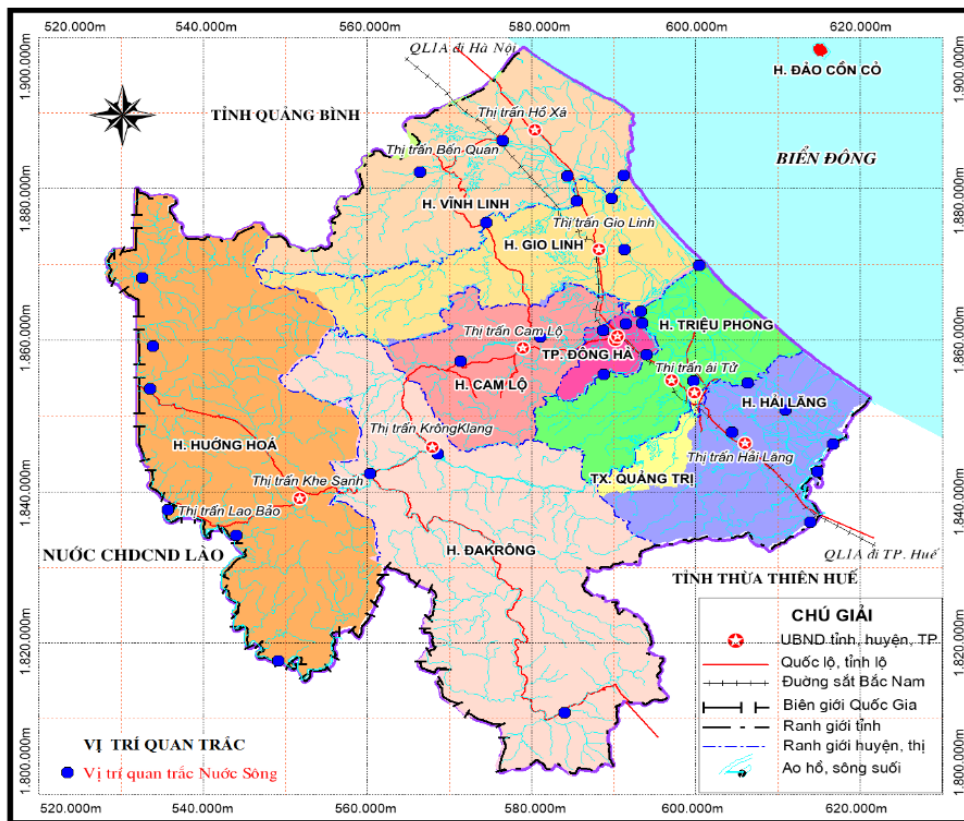 520.000m 540.000m 560.000m 580.000m 600.000m 620.000m
1.900.000m
1.900.000m
QL1A đi Hà Nội
H. ĐẢO CỒN CỎ
TỈNH QUẢNG BÌNH
Thị trấn Hồ Xá
Thị trấn Bến Quan
BIỂN ĐÔNG
1.880.000m
1.880.000m
H. VĨNH LINH
Thị trấn Gio Linh
H. GIO LINH
1.860.000m
1.860.000m
H. TRIỆU PHONG
Thị trấn Cam Lộ
TP. ĐÔNG HÀ
Thị trấn ái Tử
H. CAM LỘ
H. HẢI LĂNG
Thị trấn KrôngKlang
H. HƯỚNG HOÁ
Thị trấn Hải Lăng
TX. QUẢNG TRỊ
Thị trấn Khe Sanh
1.840.000m
1.840.000m
Thị trấn Lao Bảo
NƯỚC CHDCND LÀO
H. ĐAKRÔNG
QL1A đi TP. Huế
TỈNH THỪA THIÊN HUẾ
CHÚ GIẢI
UBND tỉnh, huyện, TP.
Quốc lộ, tỉnh lộ
Đường sắt Bắc Nam
Biên giới Quốc Gia
Ranh giới tỉnh
Ranh giới huyện, thị
Ao hồ, sông suối
1.820.000m
1.820.000m
VỊ TRÍ QUAN TRẮC
Vị trí quan trắc Nước Sông
1.800.000m
1.800.000m
520.000m 540.000m 560.000m 580.000m 600.000m 620.000m